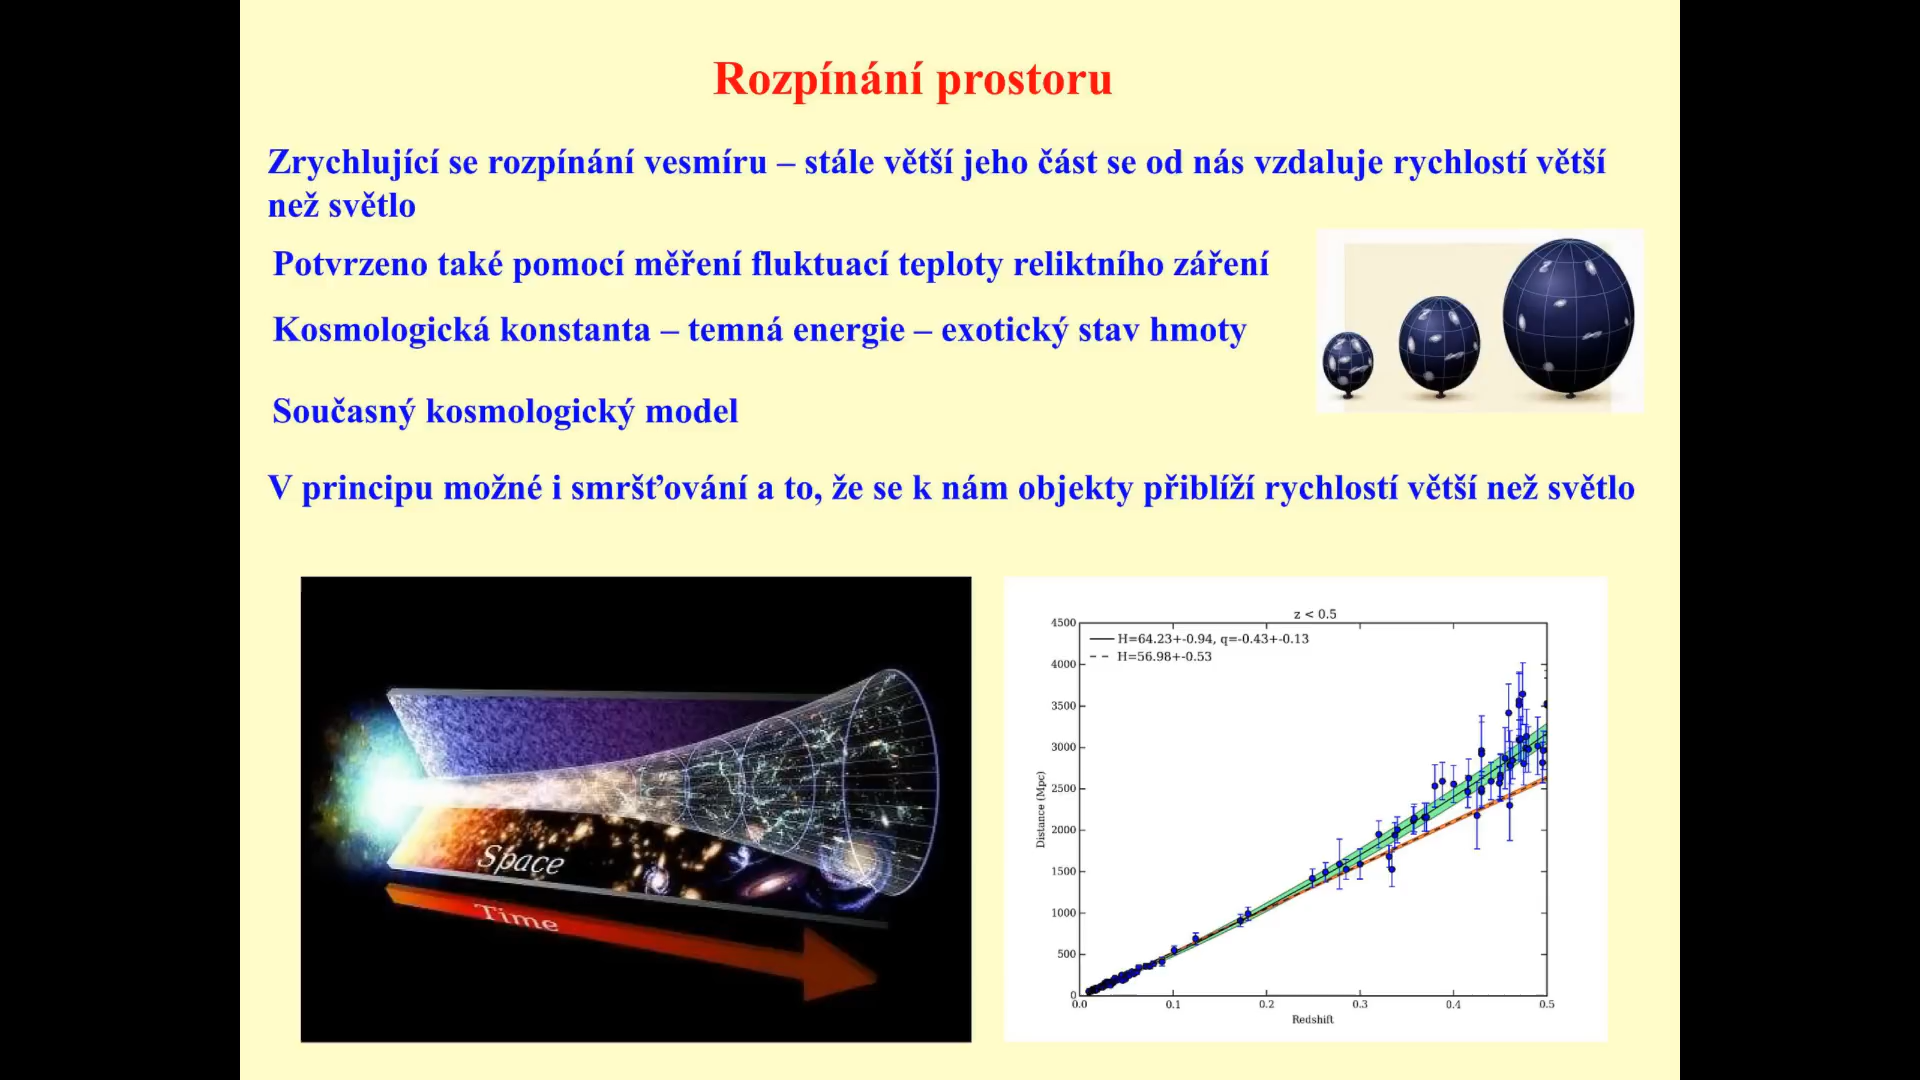 Rozpínání prostoru
Zrychlující se rozpínání vesmíru – stále větší jeho část se od nás vzdaluje rychlostí větší
než světlo
Potvrzeno také pomocí měření fluktuací teploty reliktního záření
Kosmologická konstanta – temná energie – exotický stav hmoty
Současný kosmologický model
V principu možné i smršťování a to, že se k nám objekty přiblíží rychlostí větší než světlo
Space
Time
z < 0.5
H=64.23+-0.94, q=-0.43+-0.13
H=56.98+-0.53
4500
4000
3500
3000
2500
2000
1500
1000
500
0
Distance (Mpc)
0.0 0.1 0.2 0.3 0.4 0.5
Redshift